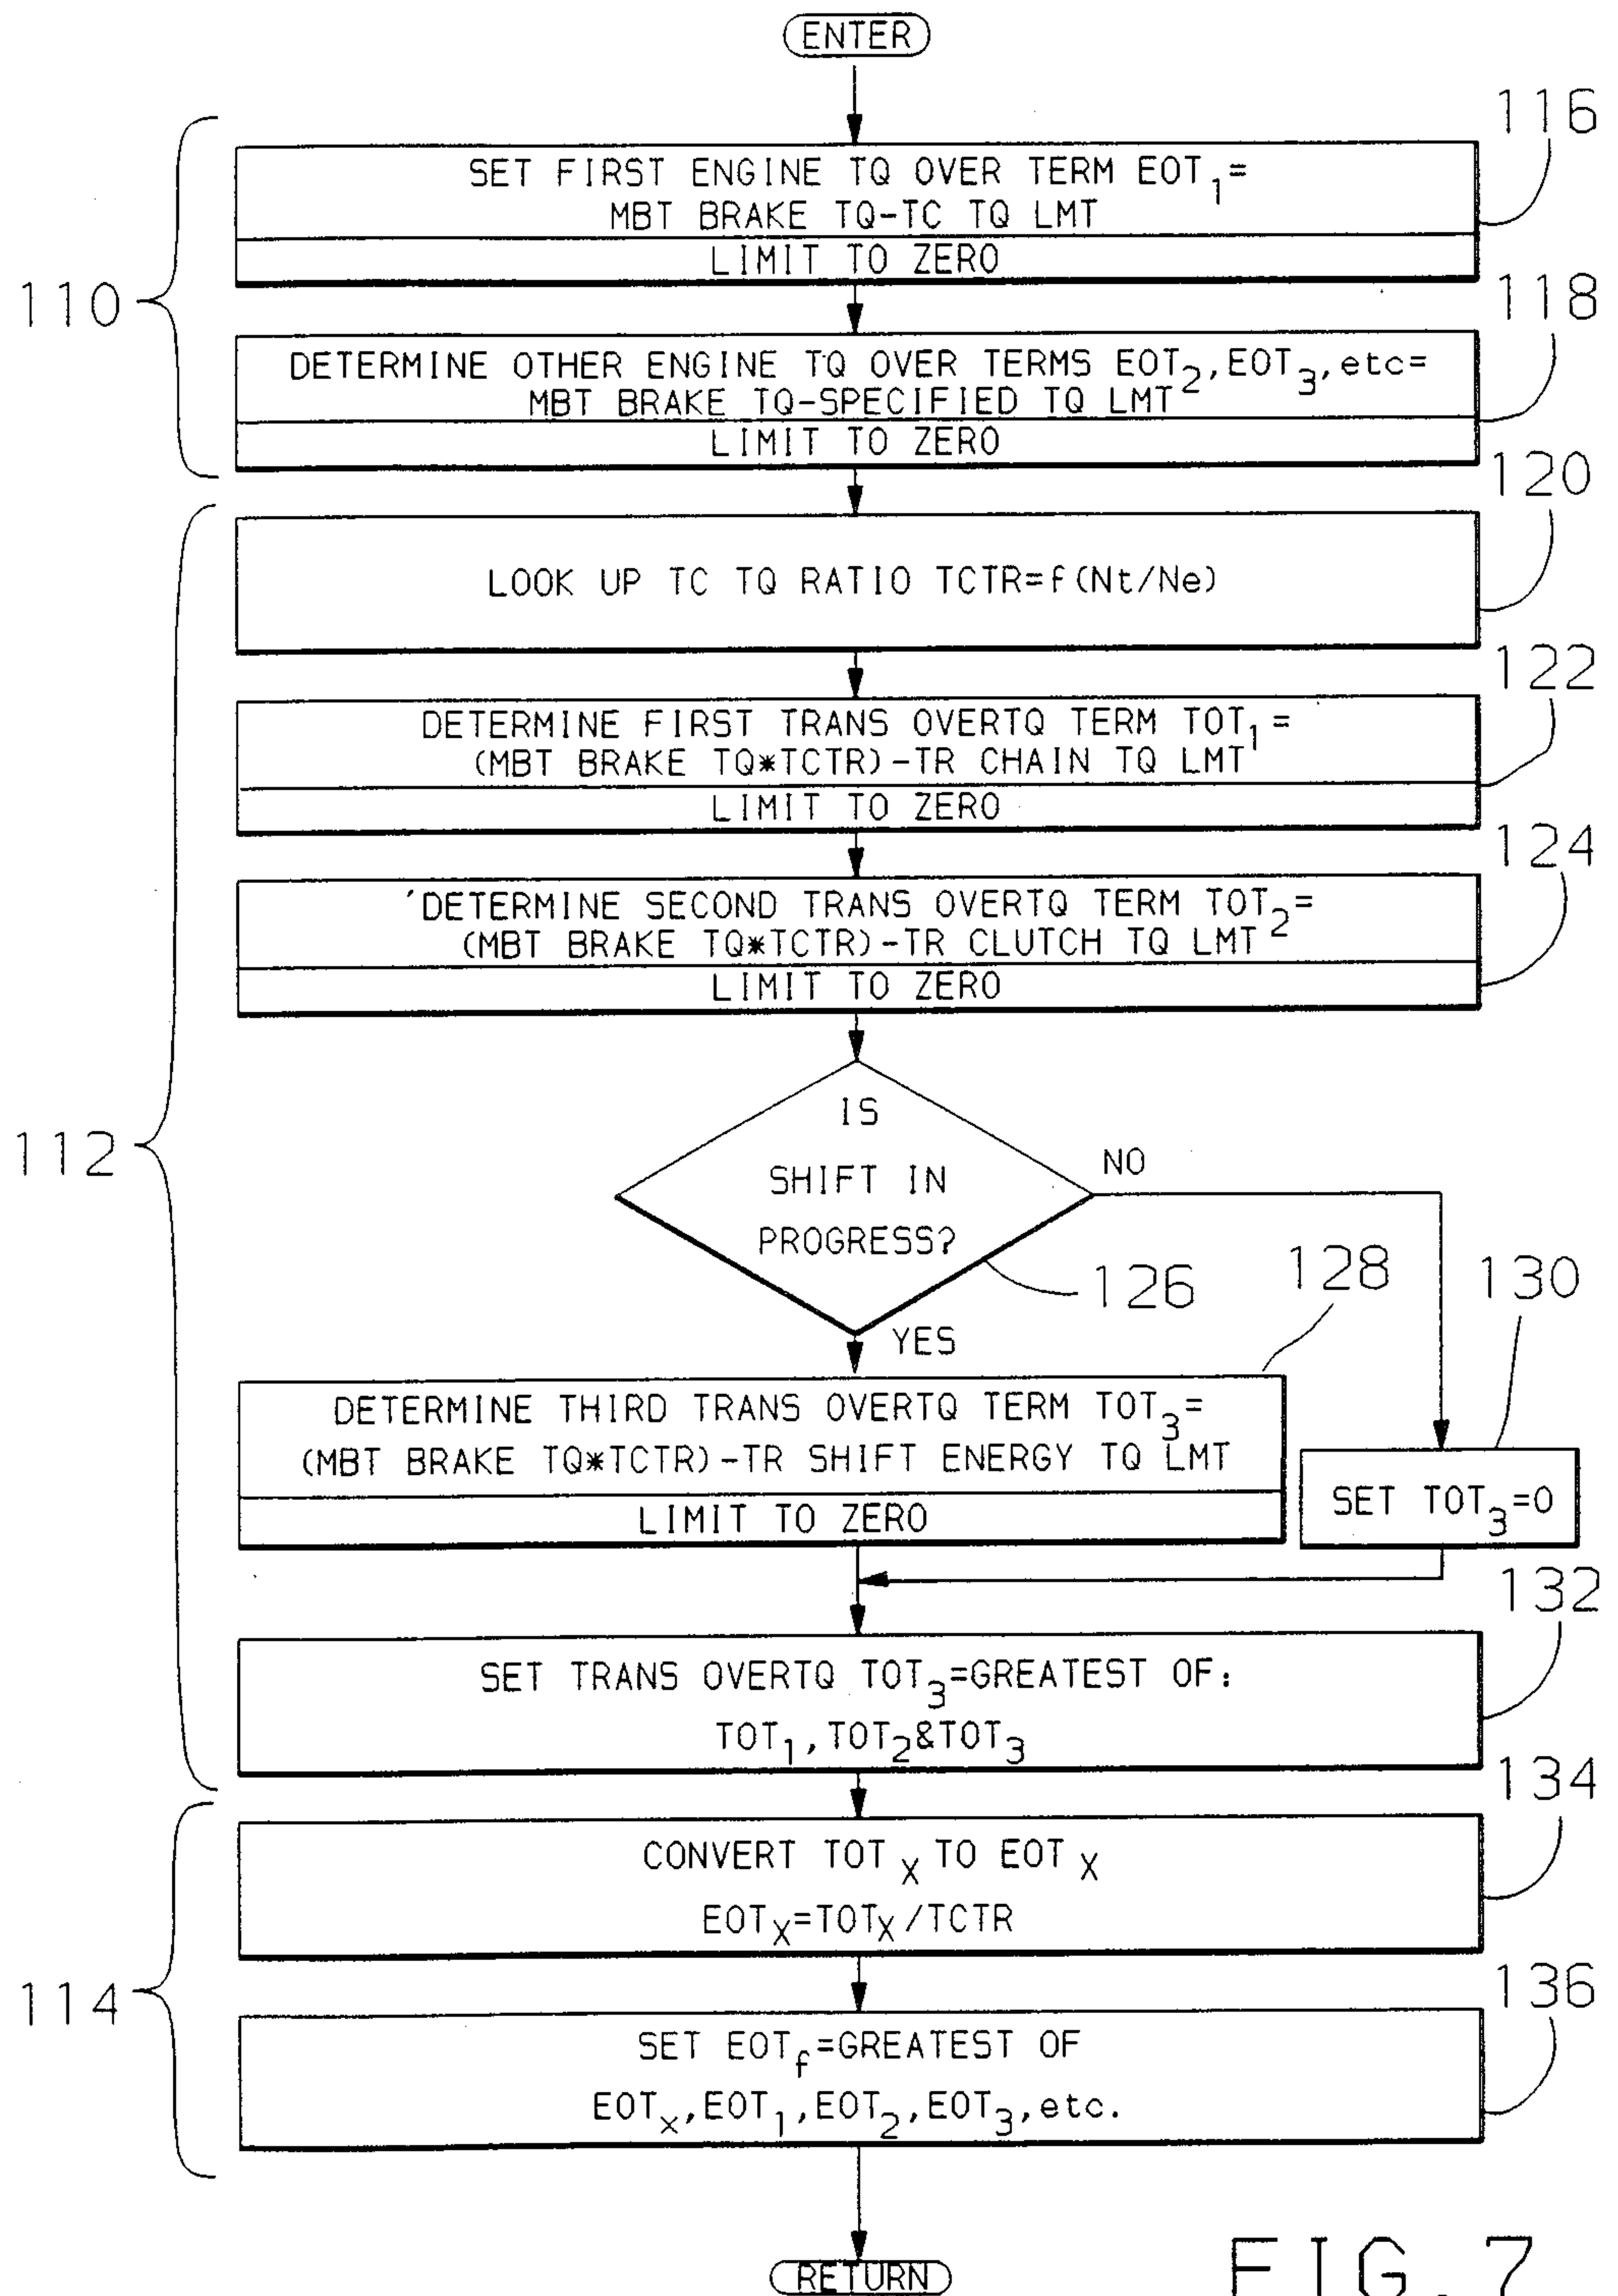 ENTER
116
SET FIRST ENGINE TQ OVER TERM EOT1=
MBT BRAKE TQ-TC TQ LMT
LIMIT TO ZERO
110
118
DETERMINE OTHER ENGINE TQ OVER TERMS EOT2,EOT3,etc=
MBT BRAKE TQ-SPECIFIED TQ LMT
LIMIT TO ZERO
120
LOOK UP TC TQ RATIO TCTR=f(Nt/Ne)
122
DETERMINE FIRST TRANS OVERTQ TERM TOT1=
(MBT BRAKE TQ*TCTR)-TR CHAIN TQ LMT
LIMIT TO ZERO
124
DETERMINE SECOND TRANS OVERTQ TERM TOT2=
(MBT BRAKE TQ*TCTR)-TR CLUTCH TQ LMT
LIMIT TO ZERO
112
IS
SHIFT IN
PROGRESS?
NO
126
YES
128
130
DETERMINE THIRD TRANS OVERTQ TERM TOT3=
(MBT BRAKE TQ*TCTR)-TR SHIFT ENERGY TQ LMT
LIMIT TO ZERO
SET TOT3=0
132
SET TRANS OVERTQ TOT3=GREATEST OF:
TOT1,TOT2&TOT3
134
CONVERT TOTX TO EOTX
EOTX=TOTX/TCTR
114
136
SET EOTf=GREATEST OF
EOTx,EOT1,EOT2,EOT3,etc.
RETURN
FIG.7